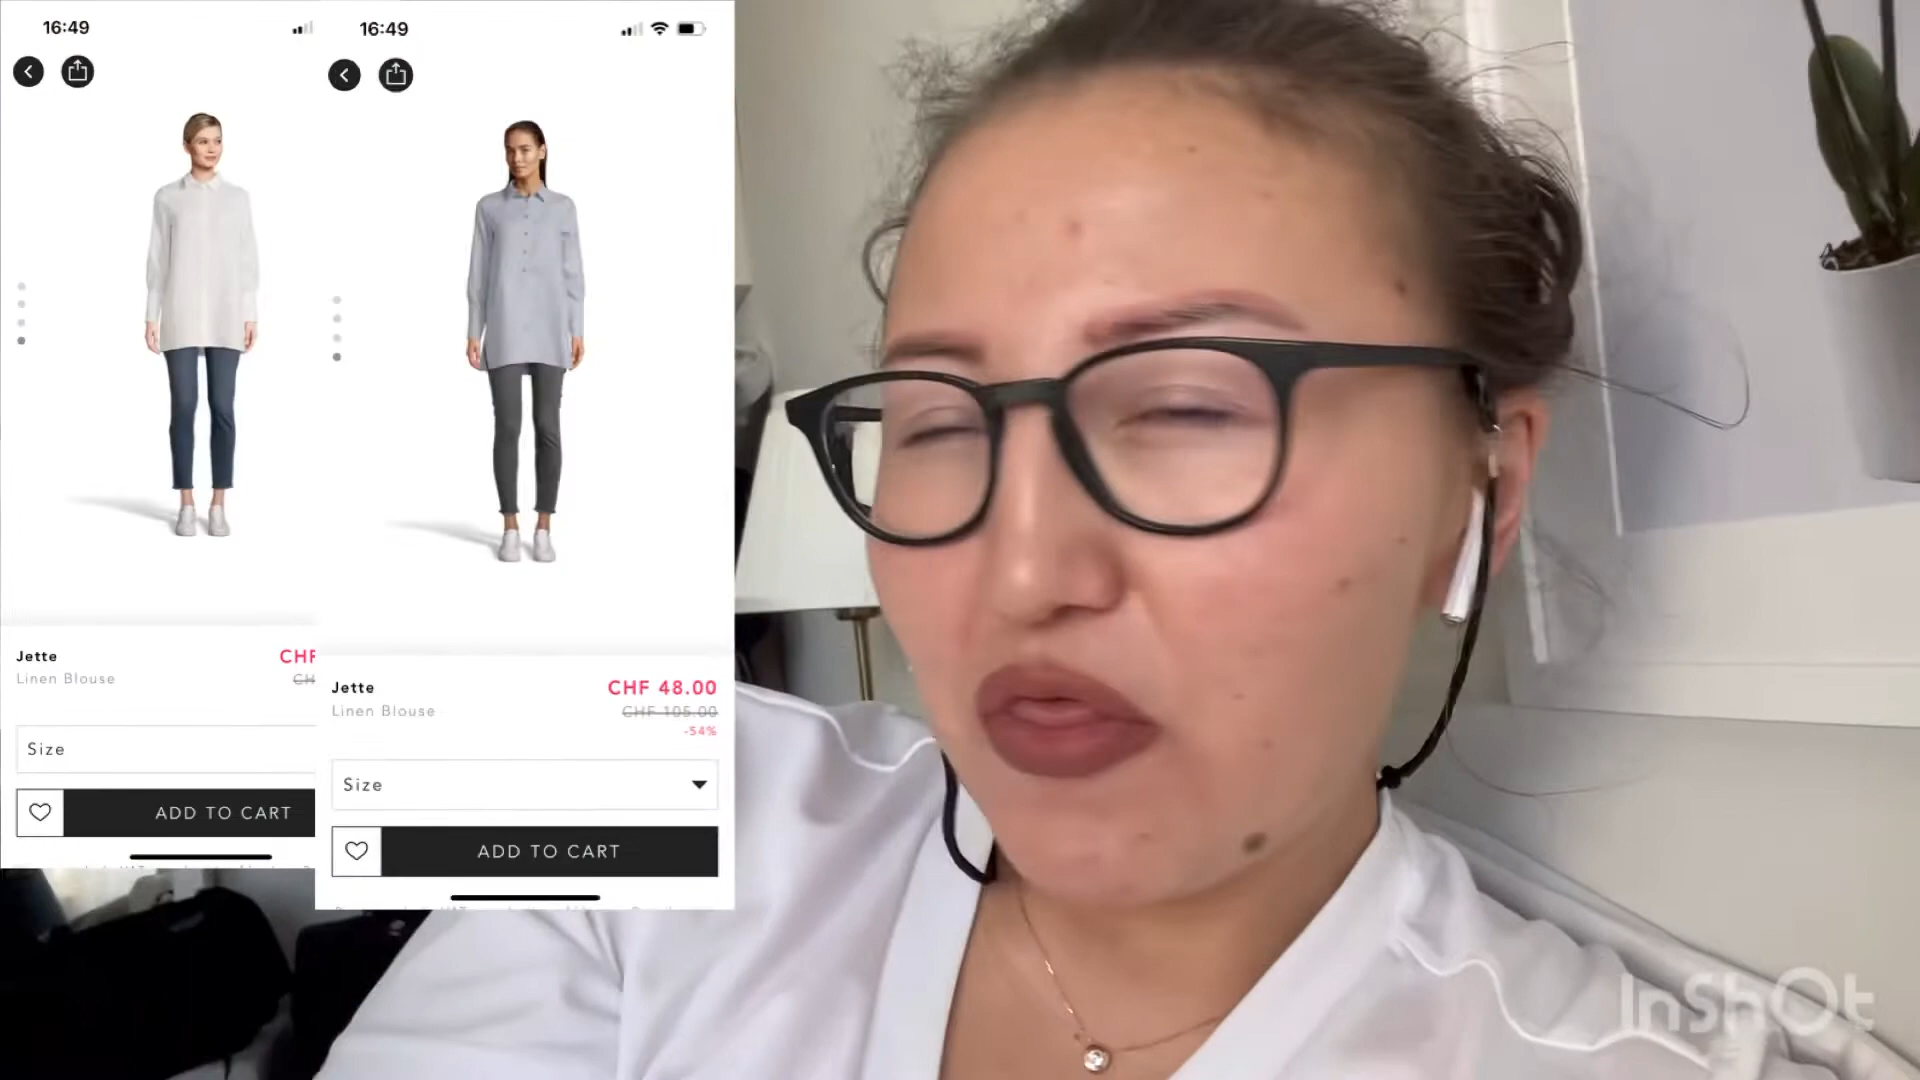 16:49
Jette
CHF
Linen Blouse
CH
Size
ADD TO CART
16:49
Jette
CHF 48.00
Linen Blouse
CHF 105.00
-54%
Size
ADD TO CART
InShOt